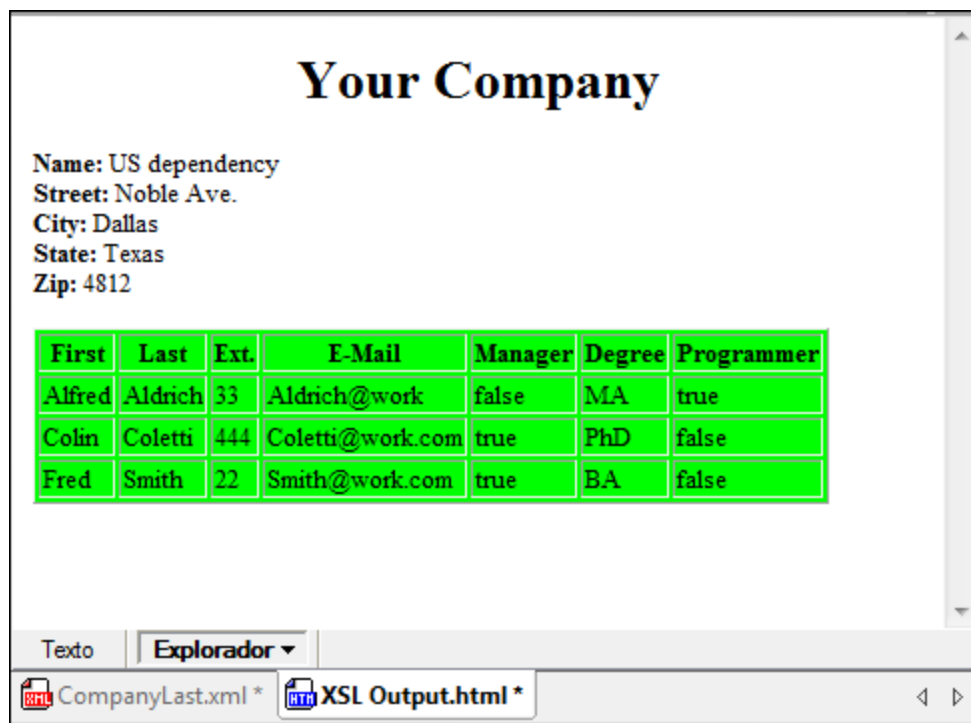 Your Company
Name: US dependency
Street: Noble Ave.
City: Dallas
State: Texas
Zip: 4812
First Last Ext. E-Mail Manager Degree Programmer
Alfred Aldrich 33 Aldrich@work false MA true
Colin Coletti 444 Coletti@work.com true PhD false
Fred Smith 22 Smith@work.com true BA false
Texto Explorador
XML CompanyLast.xml * HTM XSL Output.html *